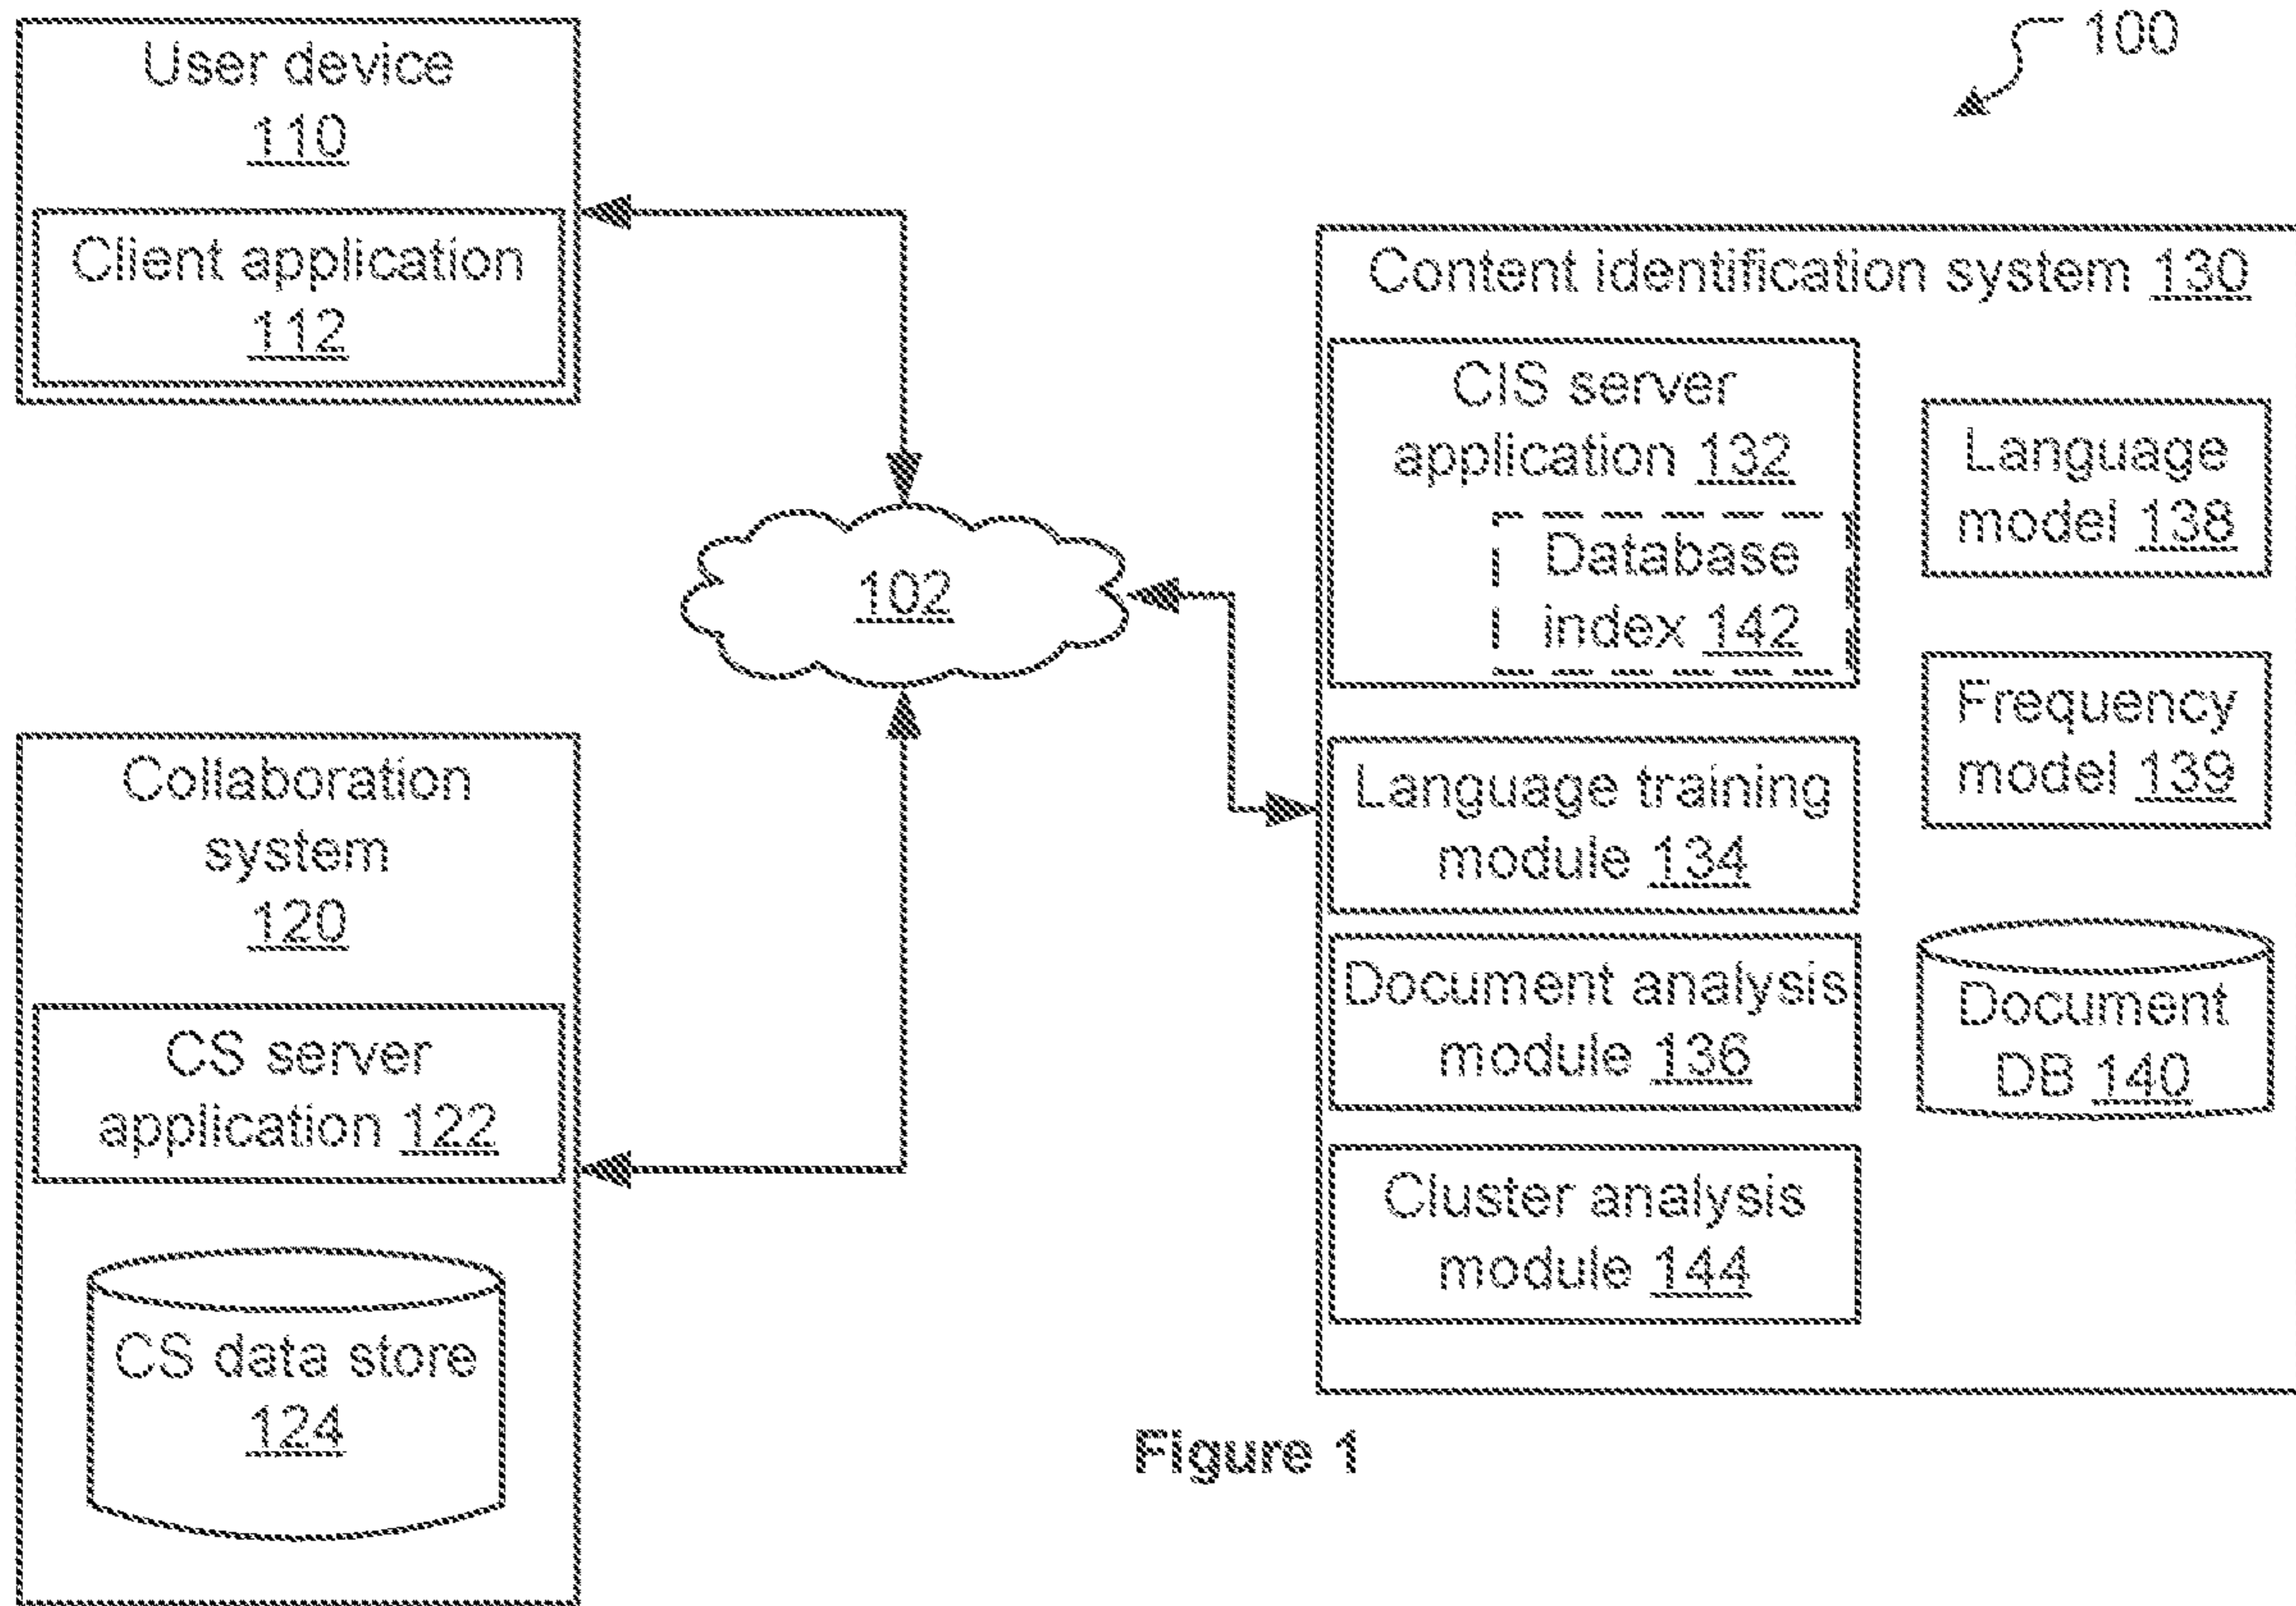 100
User device
110
Client application
112
Collaboration
system
120
CS server
application 122
CS data store
124
102
Content identification system 130
CIS server
application 132
Database
index 142
Language training
module 134
Document analysis
module 136
Cluster analysis
module 144
Language
model 138
Frequency
model 139
Document
DB 140
Figure 1